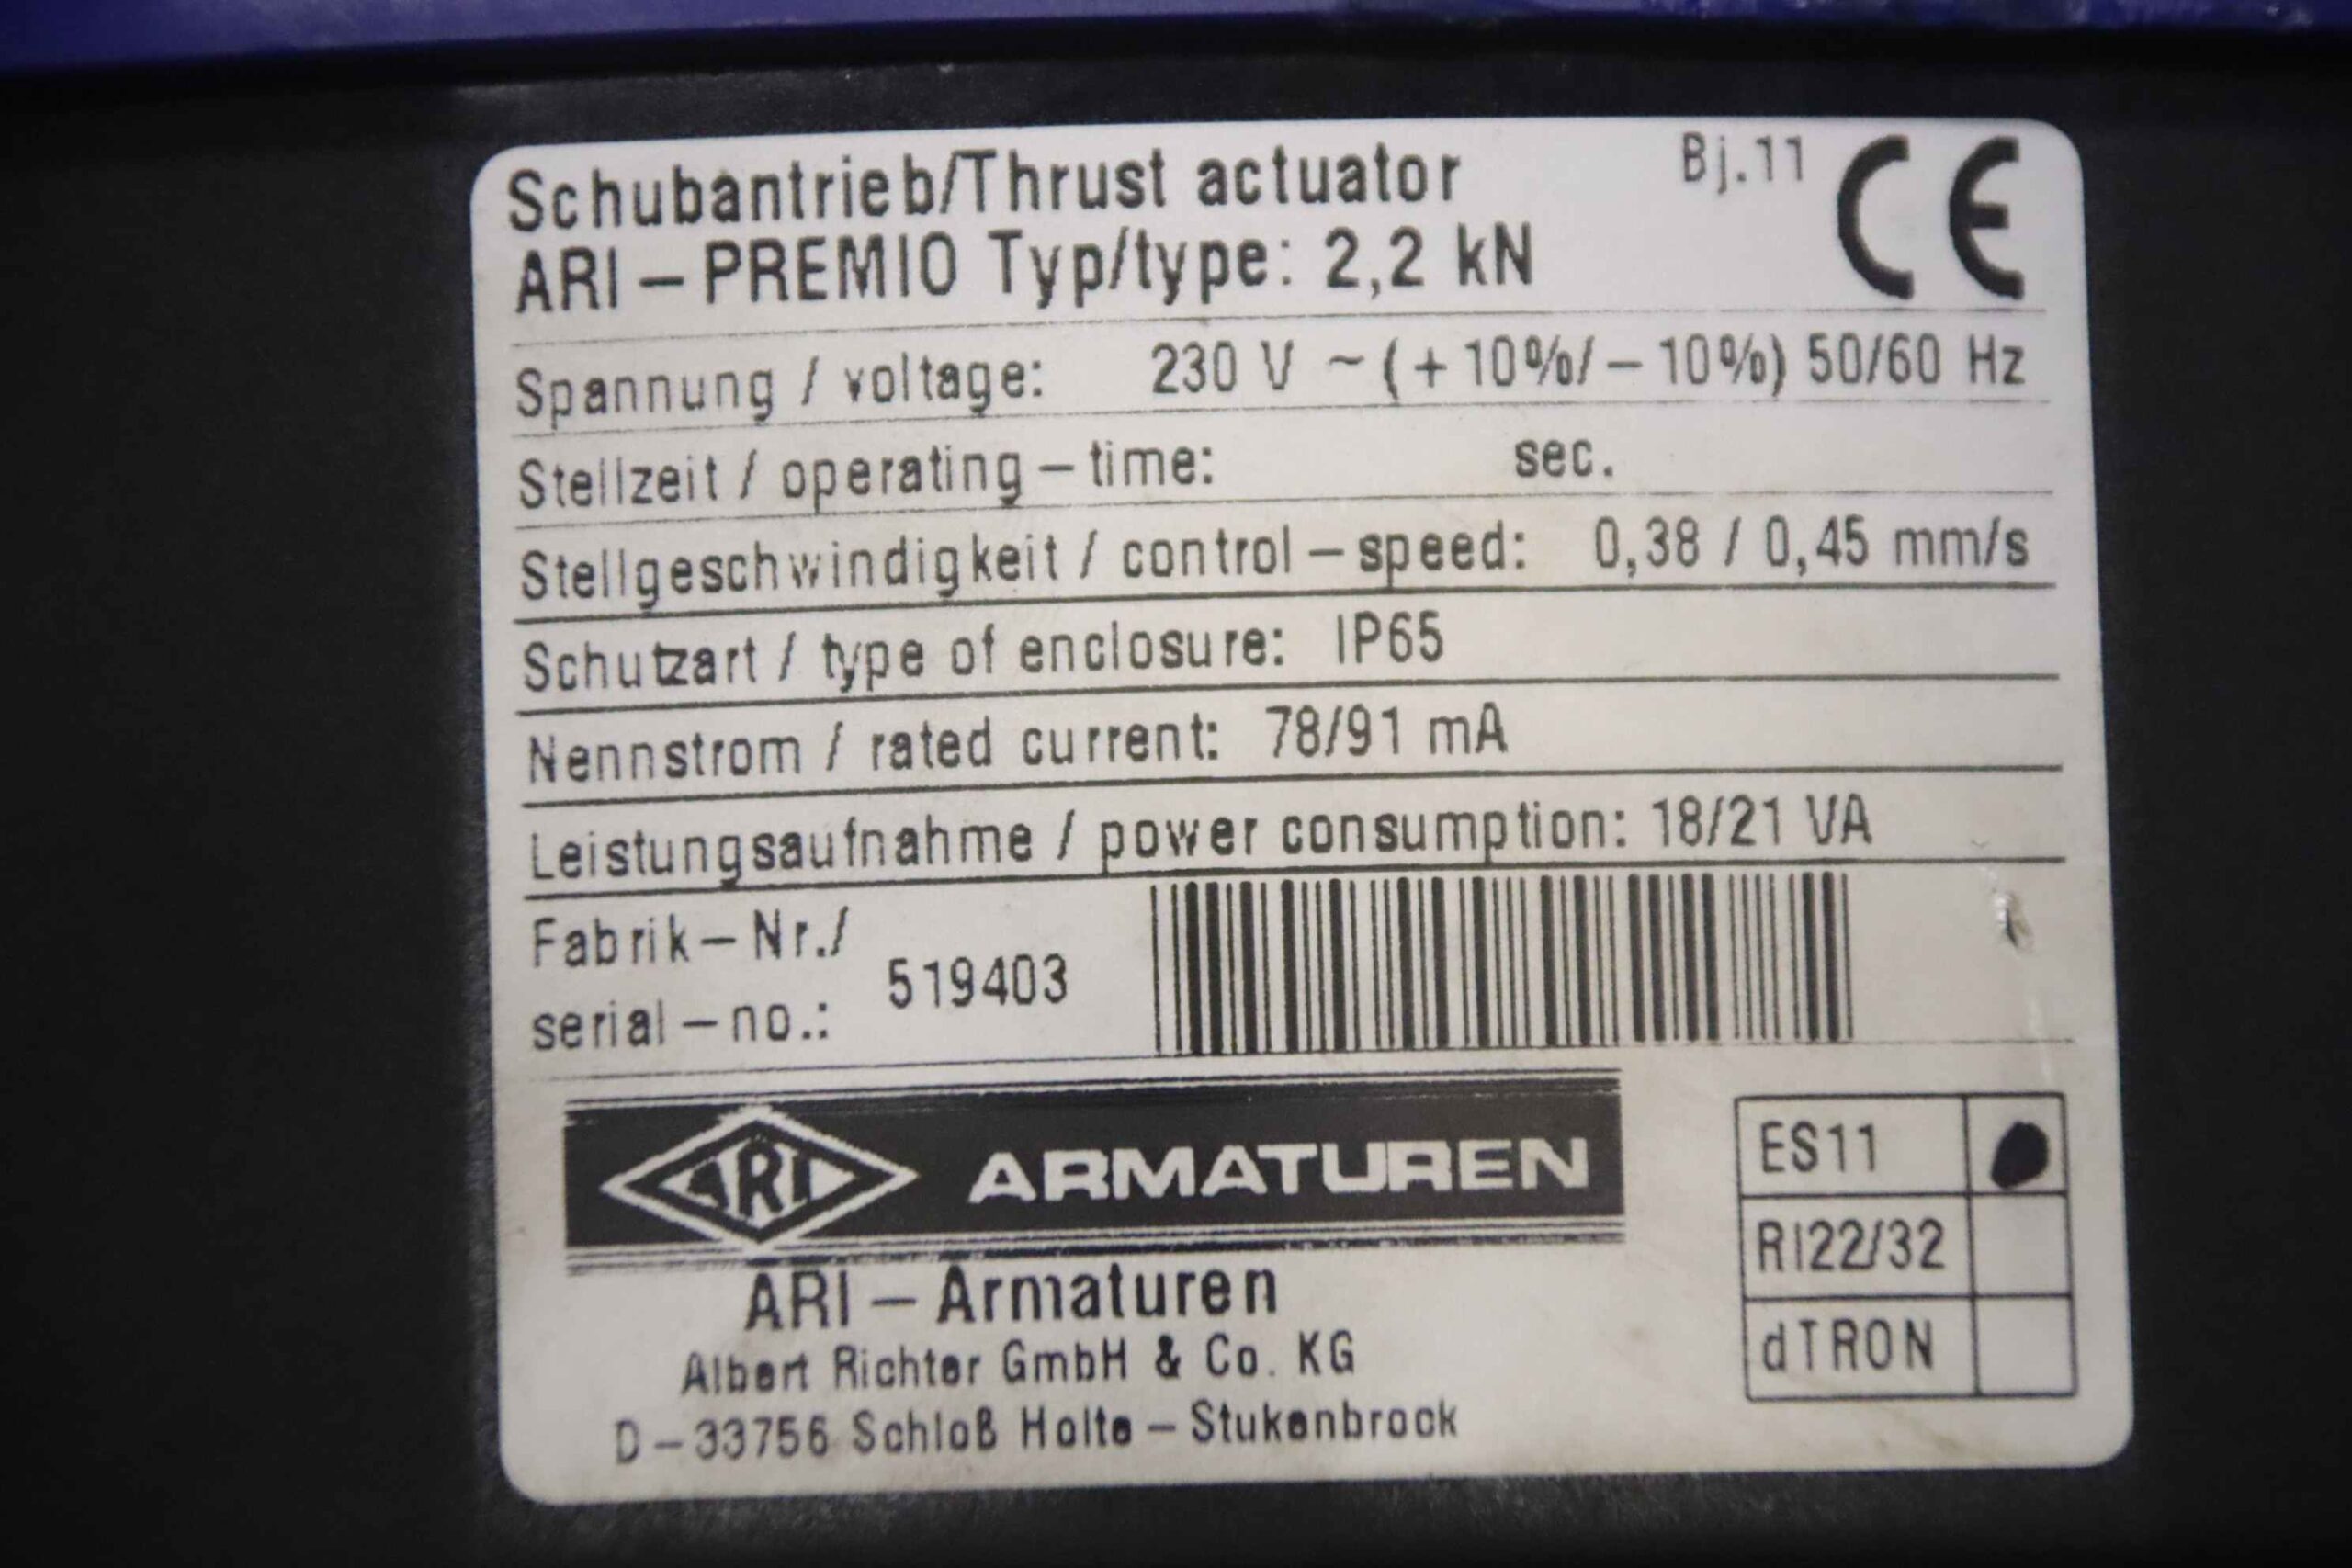 Schubantrieb/Thrust actuator Bj.11 CE
ARI – PREMIO Typ/type: 2,2 kN
Spannung / voltage: 230 V ~ (+10%/–10%) 50/60 Hz
Stellzeit / operating – time: sec.
Stellgeschwindigkeit / control – speed: 0,38 / 0,45 mm/s
Schutzart / type of enclosure: IP65
Nennstrom / rated current: 78/91 mA
Leistungsaufnahme / power consumption: 18/21 VA
Fabrik – Nr./
serial – no.: 519403
ARI ARMATUREN
ARI – Armaturen
Albert Richter GmbH & Co. KG
D – 33756 Schloß Holte – Stukenbrock
ES11
RI22/32
dTRON